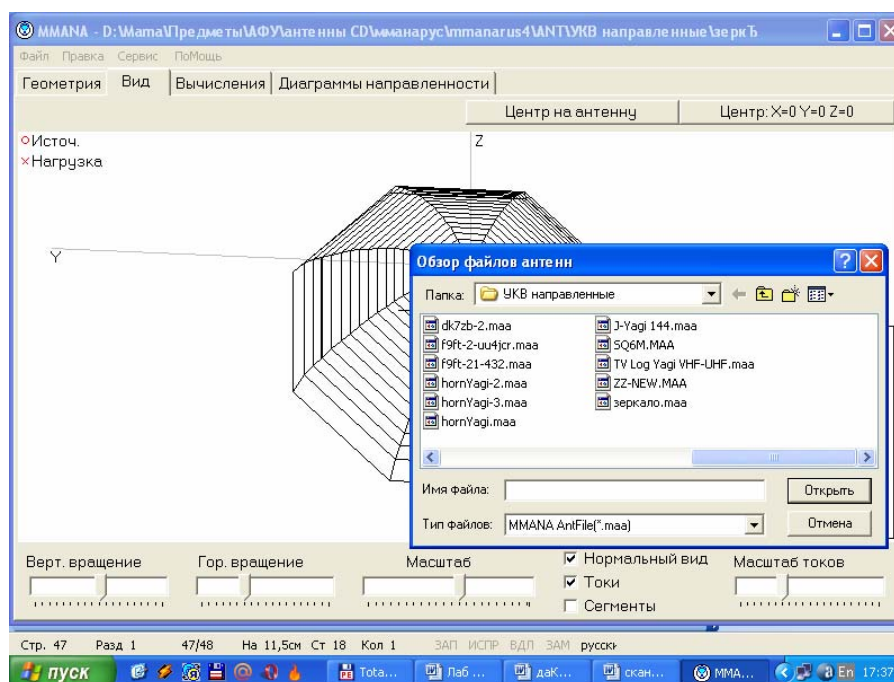 MMANA - D:\Mama\Предметы\АФУ\антенны CD\мманарус\mmanarus4\ANT\УКВ направленные\зеркЪ
Файл Правка Сервис ПоМощь
Геометрия Вид Вычисления Диаграммы направленности
Центр на антенну Центр: X=0 Y=0 Z=0
Источ.
Нагрузка
Z
Y
Обзор файлов антенн
Папка: УКВ направленные
dk7zb-2.maa J-Yagi 144.maa
f9ft-2-uu4jcr.maa SQ6M.MAA
f9ft-21-432.maa TV Log Yagi VHF-UHF.maa
hornYagi-2.maa ZZ-NEW.MAA
hornYagi-3.maa зеркало.maa
hornYagi.maa
Имя файла: Открыть
Тип файлов: MMANA AntFile(*.maa) Отмена
Верт. вращение Гор. вращение Масштаб Нормальный вид Масштаб токов
Токи
Сегменты
Стр. 47 Разд 1 47/48 На 11,5см Ст 18 Кол 1 ЗАП ИСПР ВДЛ ЗАМ русски
пуск Tota... Лаб ... даК... скан... MMA... En 17:37